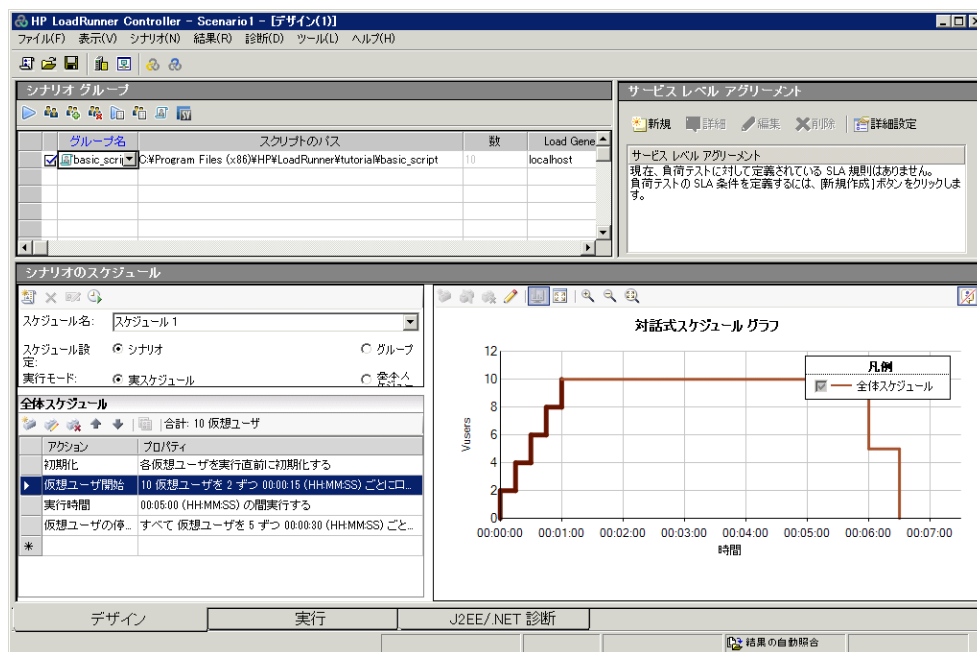 HP LoadRunner Controller - Scenario1 - [デザイン(1)]
ファイル(F) 表示(V) シナリオ(N) 結果(R) 診断(D) ツール(L) ヘルプ(H)
シナリオ グループ
グループ名 スクリプトのパス 数 Load Gene
basic_scri C:¥Program Files (x86)¥HP¥LoadRunner¥tutorial¥basic_script 10 localhost
サービス レベル アグリーメント
新規 詳細 編集 削除 詳細設定
サービス レベル アグリーメント
現在、負荷テストに対して定義されている SLA 規則はありません。
負荷テストの SLA 条件を定義するには、[新規作成]ボタンをクリックしま
す。
シナリオのスケジュール
スケジュール名: スケジュール 1
スケジュール設
定: シナリオ グループ
実行モード: 実スケジュール
全体スケジュール
合計: 10 仮想ユーザ
アクション プロパティ
初期化 各仮想ユーザを実行直前に初期化する
仮想ユーザ開始 10 仮想ユーザを 2 ずつ 00:00:15 (HH:MM:SS) ごとにロ...
実行時間 00:05:00 (HH:MM:SS) の間実行する
仮想ユーザの停... すべて 仮想ユーザを 5 ずつ 00:00:30 (HH:MM:SS) ごと...
対話式スケジュール グラフ
凡例
全体スケジュール
Vusers
12
10
8
6
4
2
0
00:00:00 00:01:00 00:02:00 00:03:00 00:04:00 00:05:00 00:06:00 00:07:00
時間
デザイン 実行 J2EE/.NET 診断
結果の自動照合